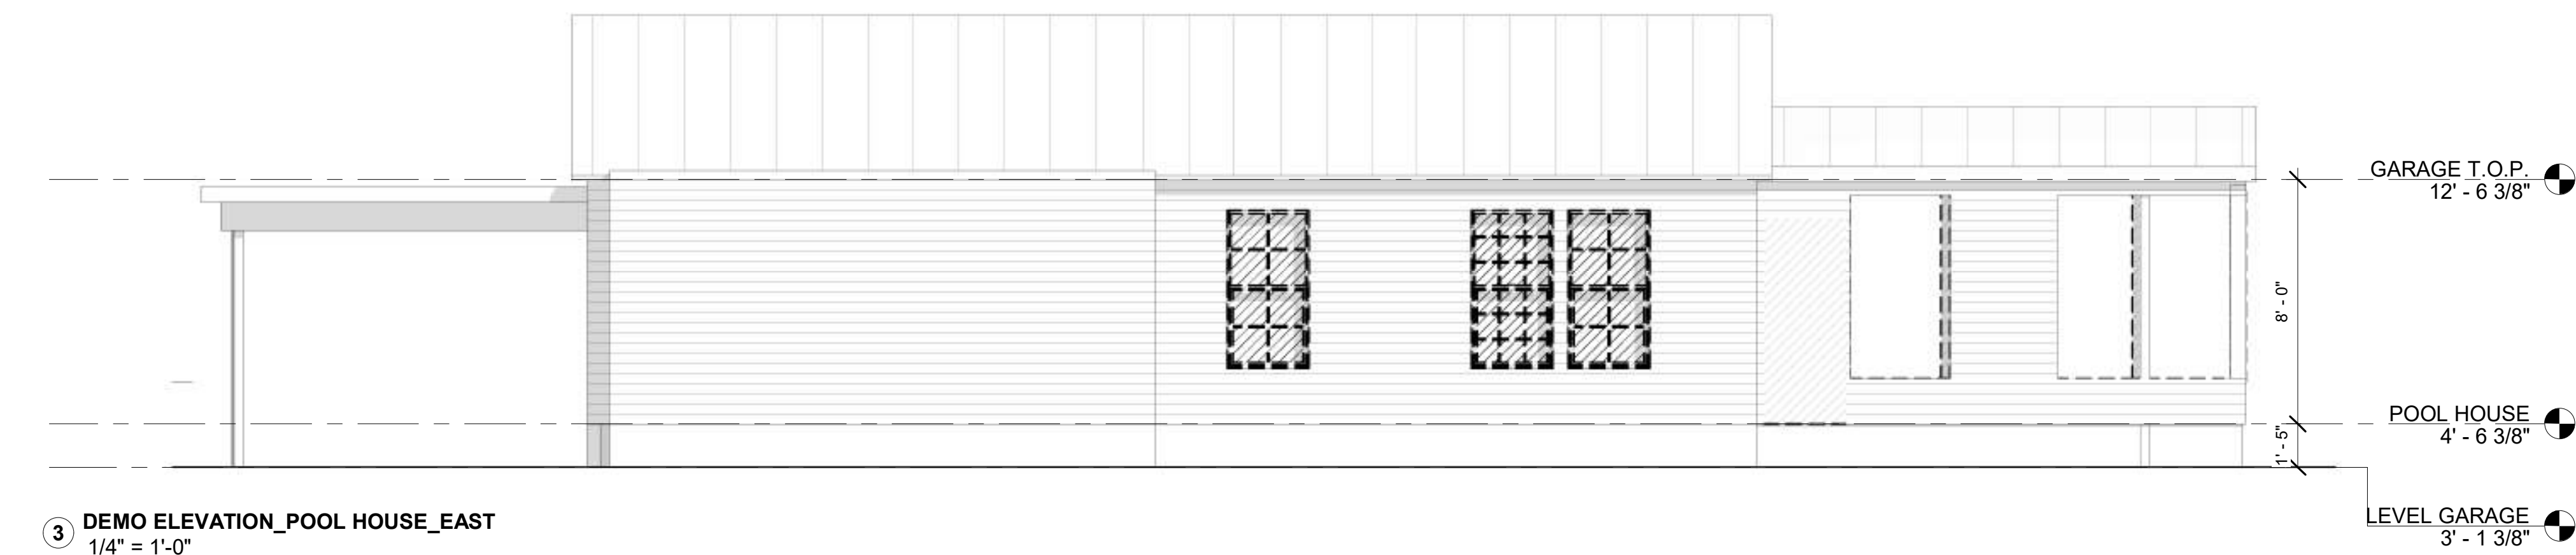 GARAGE T.O.P.
12' - 6 3/8"
8' - 0"
POOL HOUSE
4' - 6 3/8"
1' - 5"
LEVEL GARAGE
3' - 1 3/8"
3
DEMO ELEVATION_POOL HOUSE_EAST
1/4" = 1'-0"